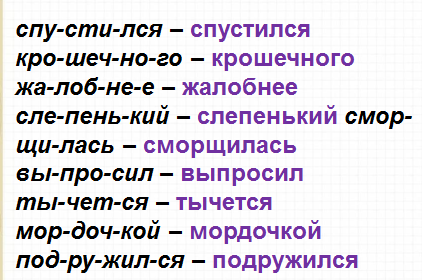 спу-сти-лся – спустился
кро-шеч-но-го – крошечного
жа-лоб-не-е – жалобнее
сле-пень-кий – слепенький смор-
щи-лась – сморщилась
вы-про-сил – выпросил
ты-чет-ся – тычется
мор-доч-кой – мордочкой
под-ру-жил-ся – подружился